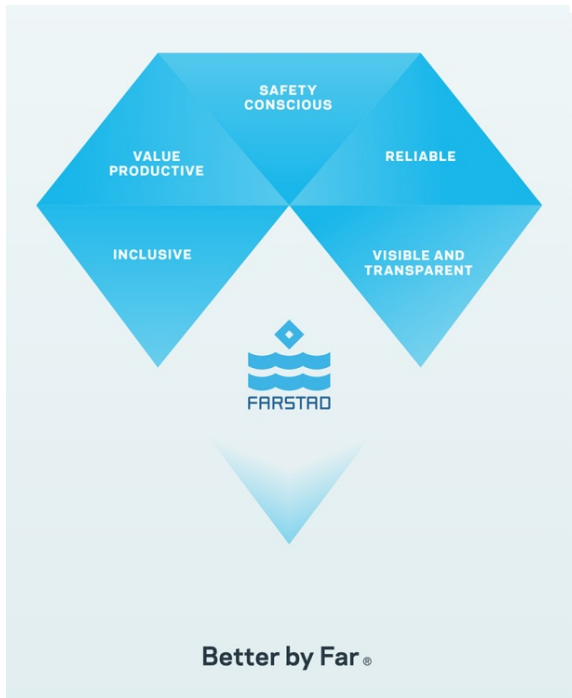 SAFETY
CONSCIOUS
VALUE
PRODUCTIVE
RELIABLE
INCLUSIVE
VISIBLE AND
TRANSPARENT
FARSTAD
Better by Far ®